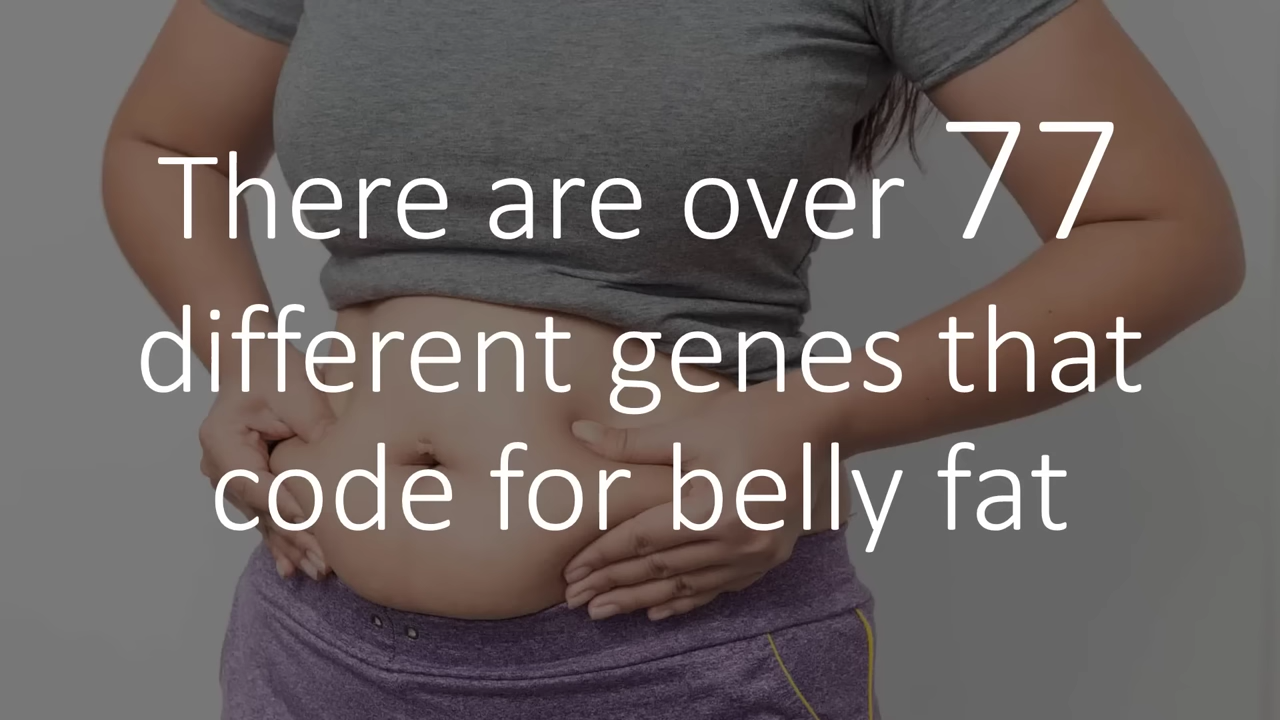 There are over 77
different genes that
code for belly fat